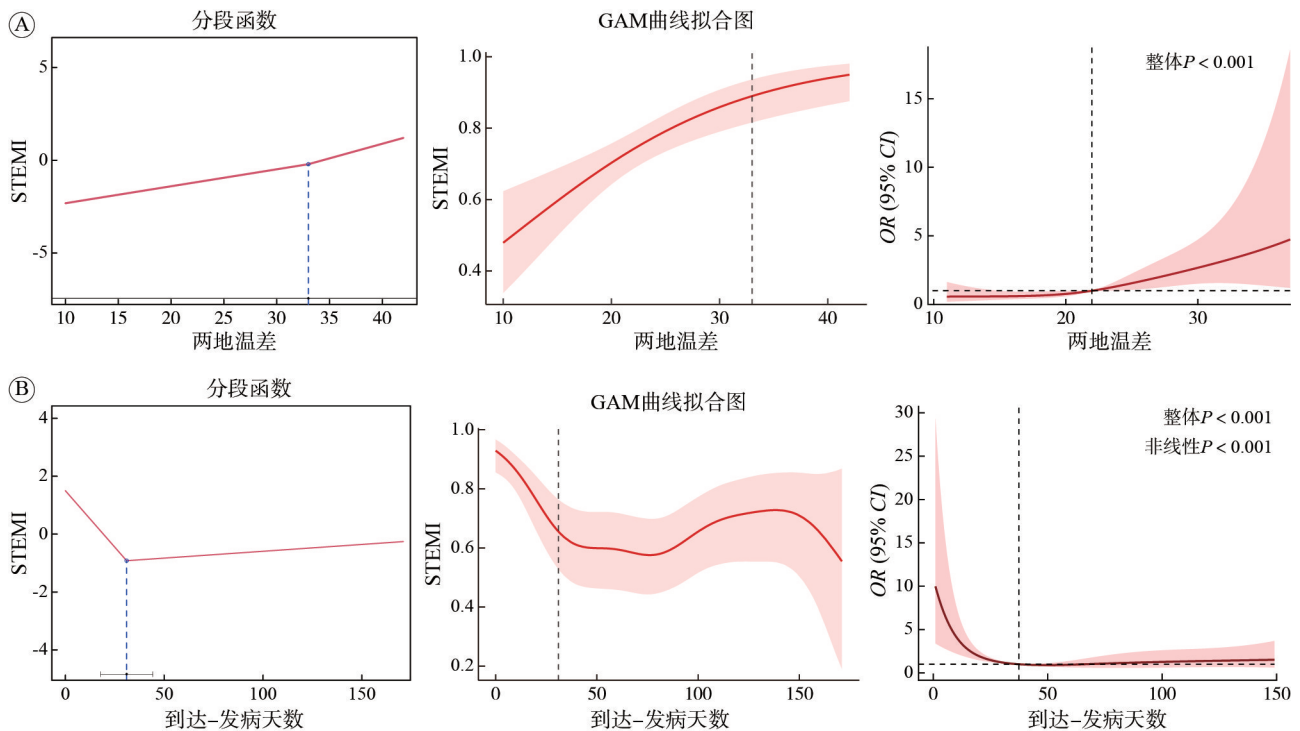 A
分段函数
STEMI
5
0
-5
10 15 20 25 30 35 40
两地温差
GAM曲线拟合图
STEMI
1.0
0.8
0.6
0.4
10 20 30 40
两地温差
整体P < 0.001
OR (95% CI)
15
10
5
0
10 20 30
两地温差
B
分段函数
STEMI
4
2
0
-2
-4
0 50 100 150
到达-发病天数
GAM曲线拟合图
STEMI
1.0
0.8
0.6
0.4
0.2
0 50 100 150
到达-发病天数
整体P < 0.001
非线性P < 0.001
OR (95% CI)
30
25
20
15
10
5
0
0 50 100 150
到达-发病天数